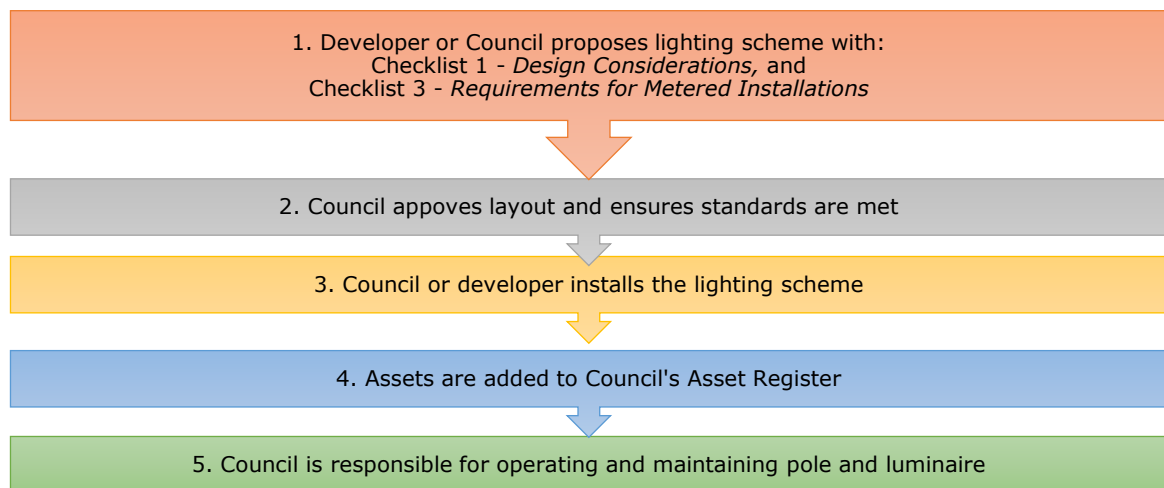 1. Developer or Council proposes lighting scheme with:
Checklist 1 - Design Considerations, and
Checklist 3 - Requirements for Metered Installations
2. Council appoves layout and ensures standards are met
3. Council or developer installs the lighting scheme
4. Assets are added to Council's Asset Register
5. Council is responsible for operating and maintaining pole and luminaire